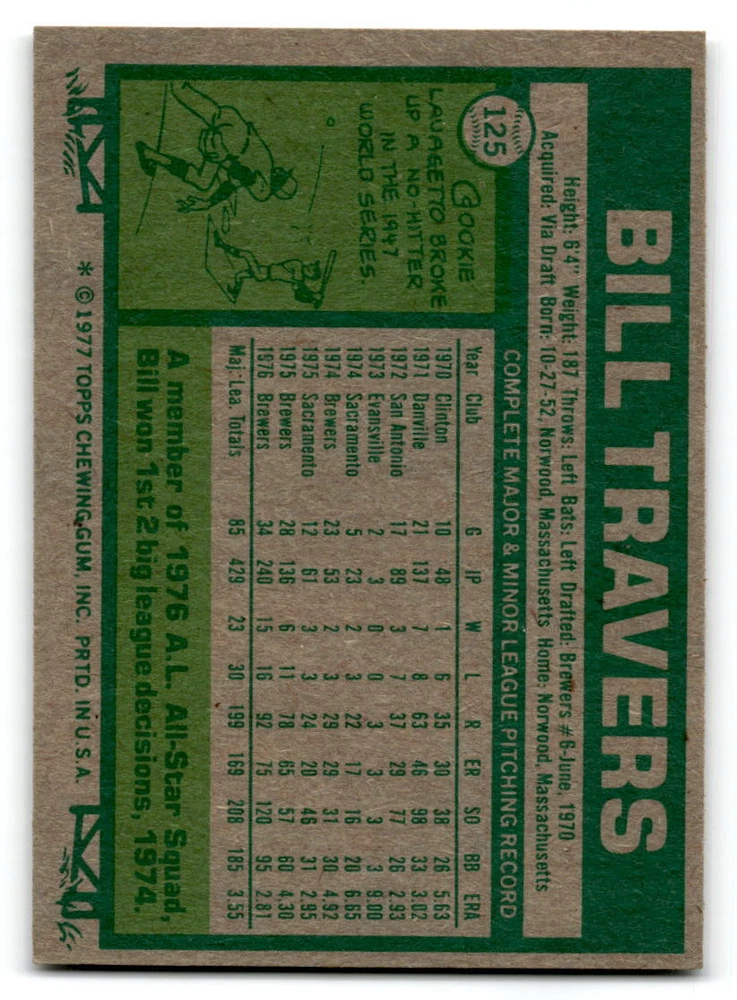 125
BILL TRAVERS
Height: 6'4" Weight: 187 Throws: Left Bats: Left Drafted: Brewers #6-June, 1970
Acquired: Via Draft Born: 10-27-52, Norwood, Massachusetts Home: Norwood, Massachusetts
COOKIE
LAVAGETTO BROKE
UP A NO-HITTER
IN THE 1947
WORLD SERIES.
COMPLETE MAJOR & MINOR LEAGUE PITCHING RECORD
Year Club G IP W L R ER SO BB ERA
1970 Clinton 10 48 1 6 35 30 38 26 5.63
1971 Danville 21 137 7 8 63 46 98 33 3.02
1972 San Antonio 17 89 3 7 37 29 77 26 2.93
1973 Evansville 2 3 0 0 3 3 3 3 9.00
1974 Sacramento 5 23 2 3 22 17 16 20 6.65
1974 Brewers 23 53 2 3 29 29 31 30 4.92
1975 Sacramento 12 61 3 3 24 20 46 31 2.95
1975 Brewers 28 136 6 11 78 65 57 60 4.30
1976 Brewers 34 240 15 16 92 75 120 95 2.81
Maj. Lea. Totals 85 429 23 30 199 169 208 185 3.55
A member of 1976 A.L. All-Star Squad,
Bill won 1st 2 big league decisions, 1974.
* © 1977 TOPPS CHEWING GUM, INC. PRTD. IN U.S.A.